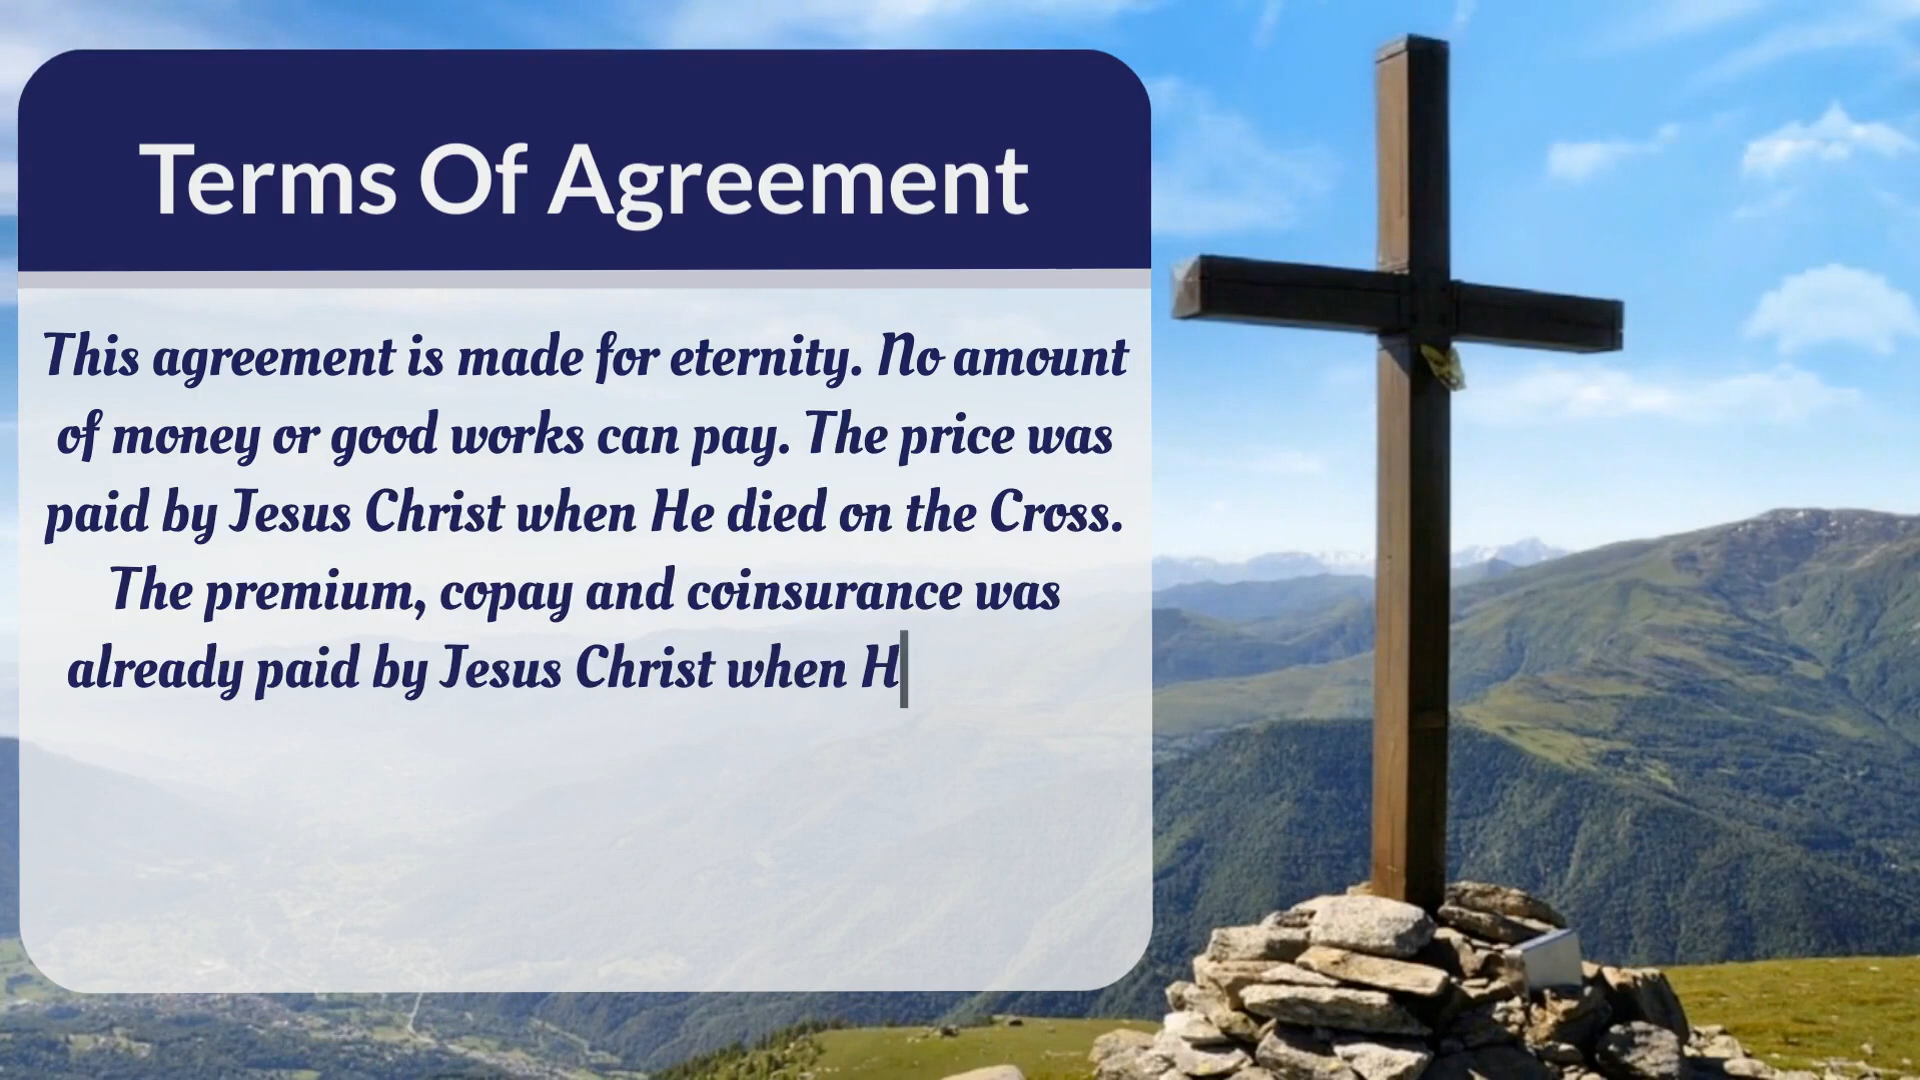 Terms Of Agreement
This agreement is made for eternity. No amount
of money or good works can pay. The price was
paid by Jesus Christ when He died on the Cross.
The premium, copay and coinsurance was
already paid by Jesus Christ when H